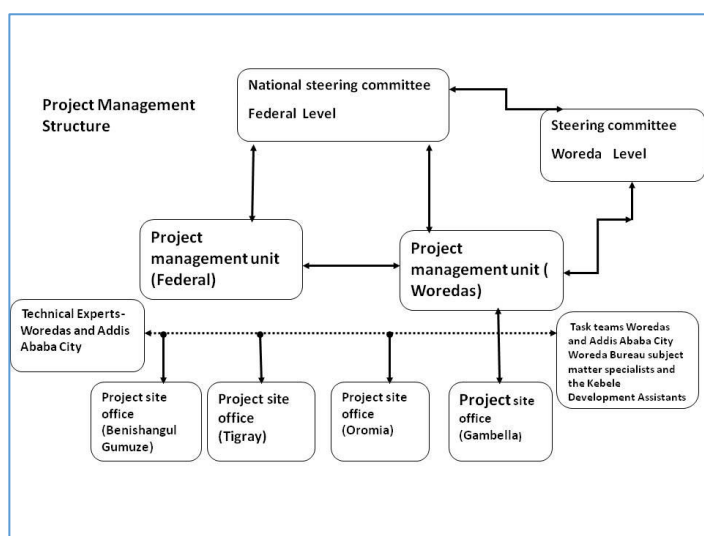 National steering committee
Federal Level
Project Management
Structure
Steering committee
Woreda Level
Project
management unit
(Federal)
Project
management unit (
Woredas)
Technical Experts-
Woredas and Addis
Ababa City
Task teams Woredas
and Addis Ababa City
Woreda Bureau subject
matter specialists and
the Kebele
Development Assistants
Project site
office
(Benishangul
Gumuze)
Project site
office
(Tigray)
Project site
office
(Oromia)
Project site
office
(Gambella)